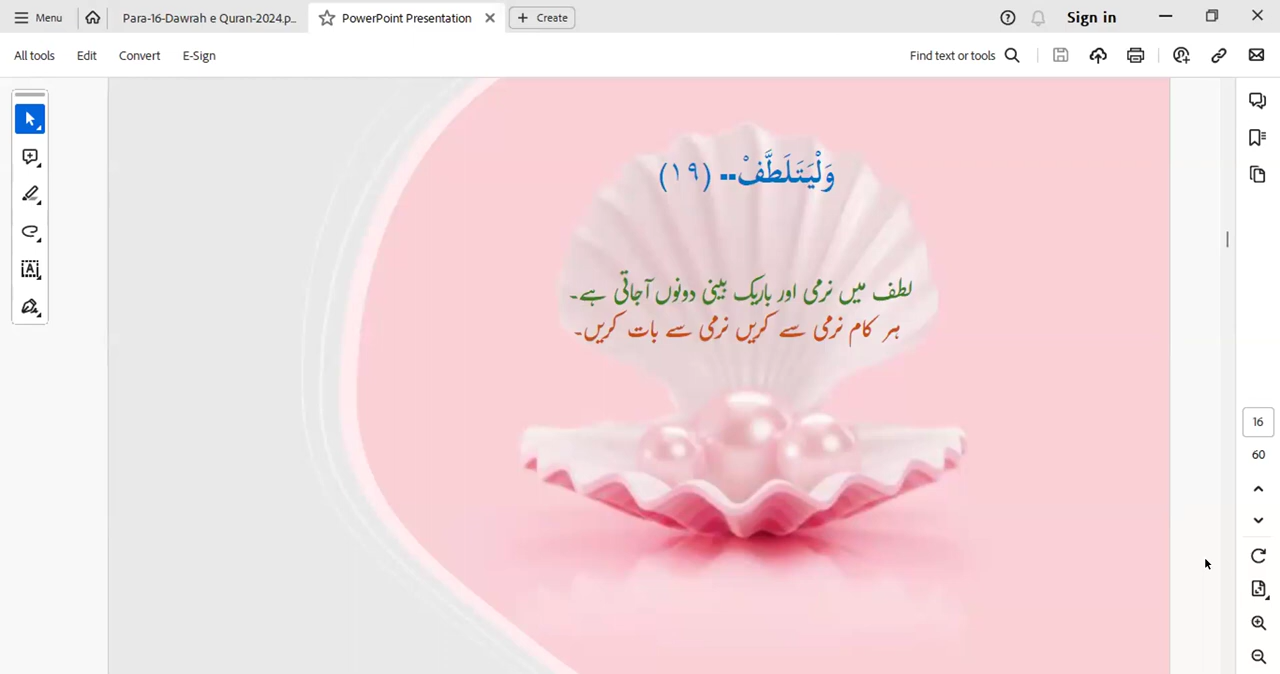 Menu
Para-16-Dawrah e Quran-2024.p...
PowerPoint Presentation
Create
Sign in
All tools
Edit
Convert
E-Sign
Find text or tools
وَلْيَتَلَطَّفْ۔۔ (١٩)
لطف میں نرمی اور باریک بینی دونوں آجاتی ہے۔
ہر کام نرمی سے کریں نرمی سے بات کریں۔
16
60